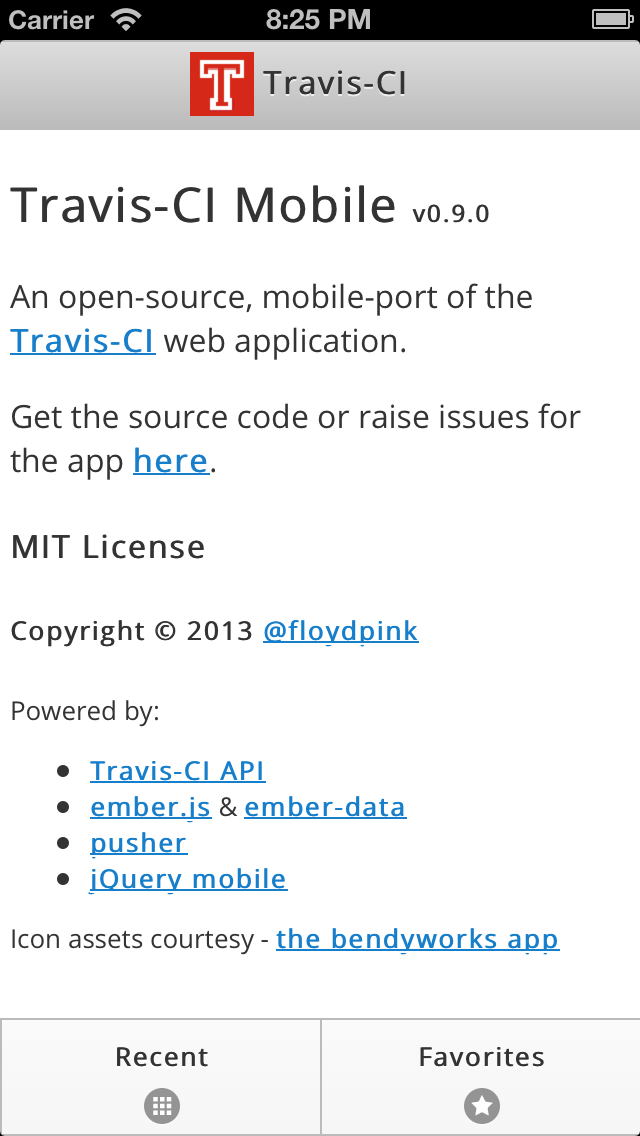 Carrier 8:25 PM
T Travis-CI
Travis-CI Mobile v0.9.0
An open-source, mobile-port of the
Travis-CI web application.
Get the source code or raise issues for
the app here.
MIT License
Copyright © 2013 @floydpink
Powered by:
• Travis-CI API
• ember.js & ember-data
• pusher
• jQuery mobile
Icon assets courtesy - the bendyworks app
Recent Favorites